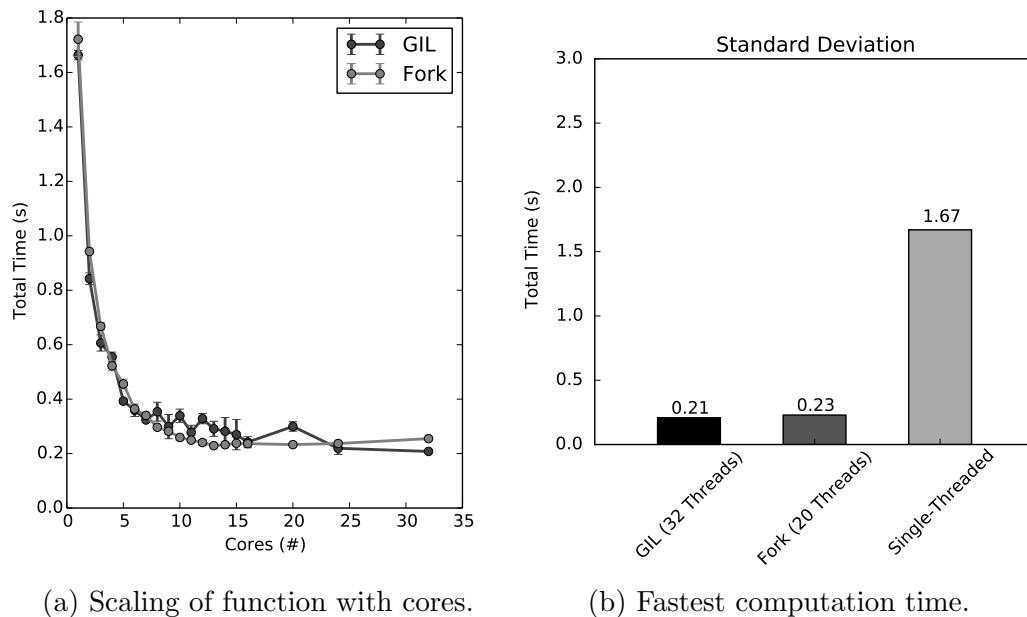 1.8
1.6
1.4
1.2
1.0
0.8
0.6
0.4
0.2
0.0
Total Time (s)
GIL
Fork
0 5 10 15 20 25 30 35
Cores (#)
(a) Scaling of function with cores.
Standard Deviation
3.0
2.5
2.0
1.5
1.0
0.5
0.0
Total Time (s)
0.21
0.23
1.67
GIL (32 Threads)
Fork (20 Threads)
Single-Threaded
(b) Fastest computation time.